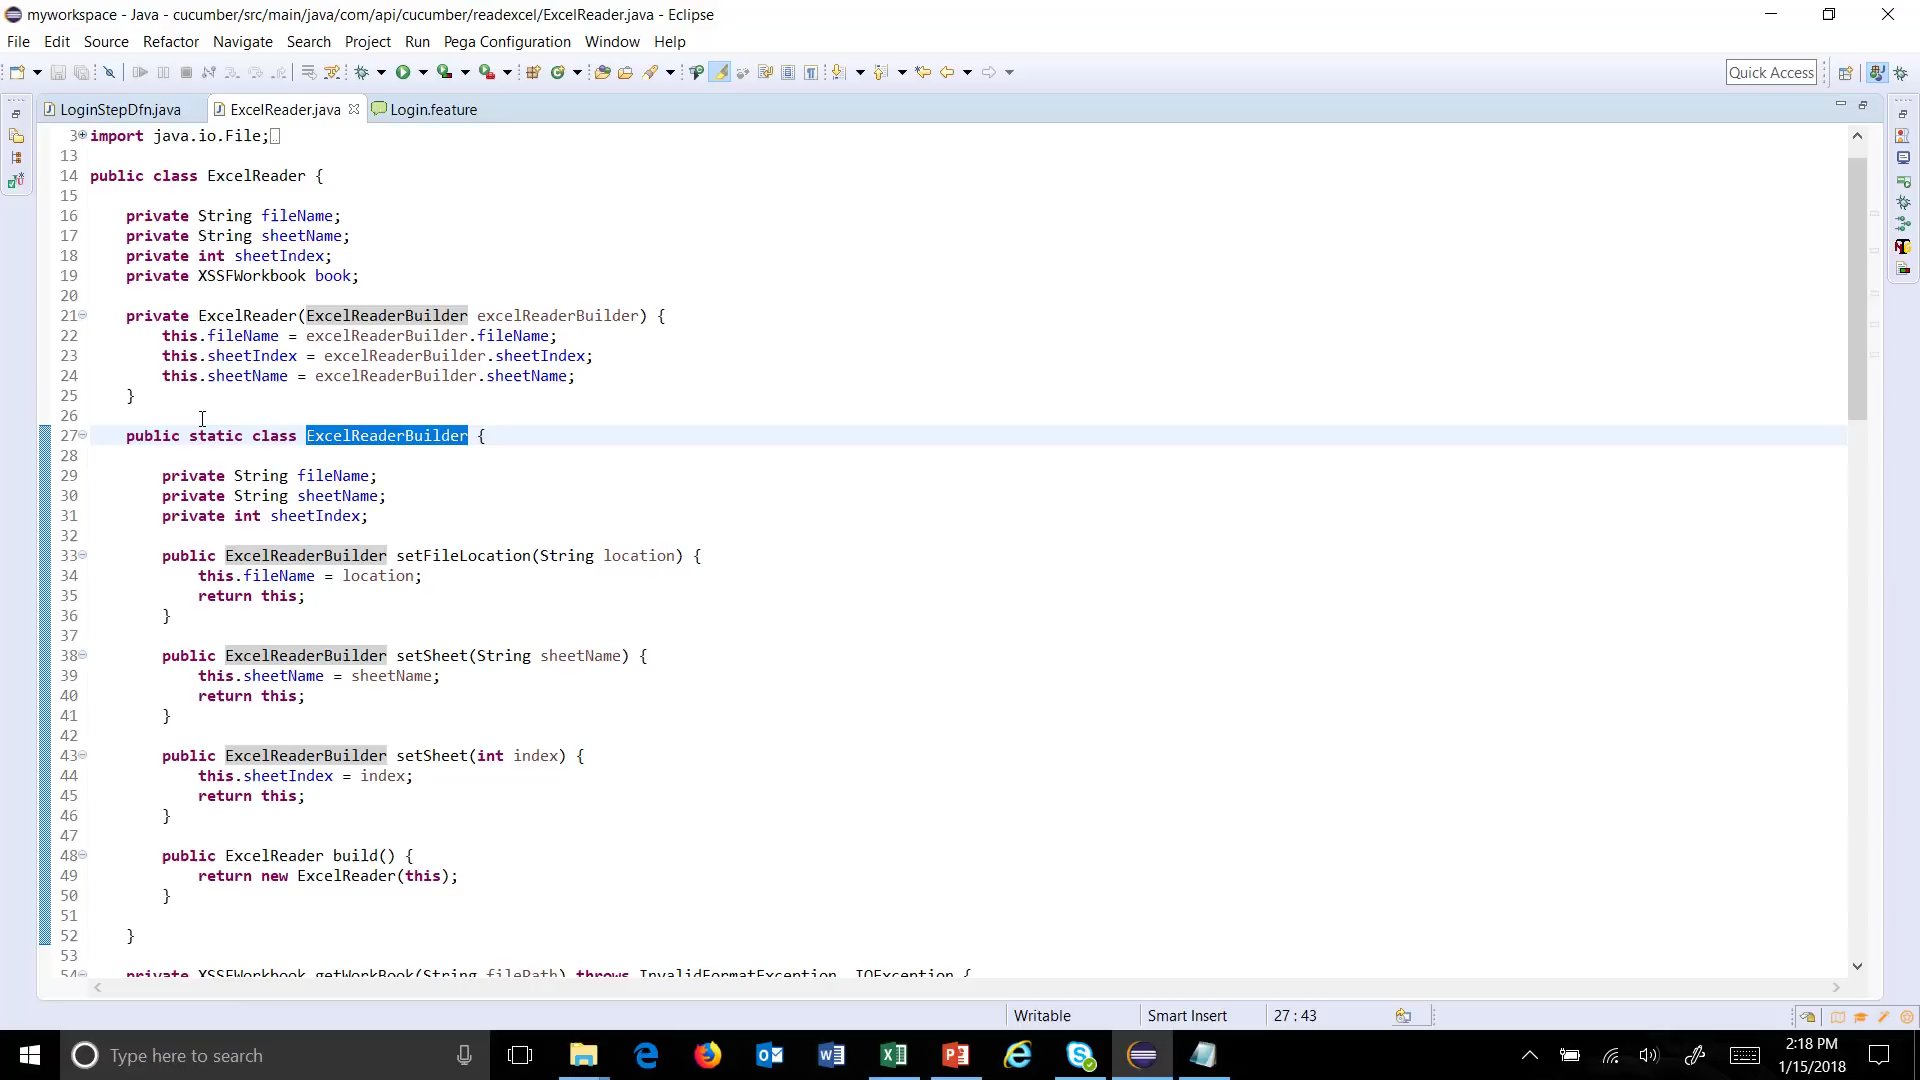 myworkspace - Java - cucumber/src/main/java/com/api/cucumber/readexcel/ExcelReader.java - Eclipse
File Edit Source Refactor Navigate Search Project Run Pega Configuration Window Help
Quick Access
LoginStepDfn.java ExcelReader.java Login.feature
3 import java.io.File;
13
14 public class ExcelReader {
15
16 private String fileName;
17 private String sheetName;
18 private int sheetIndex;
19 private XSSFWorkbook book;
20
21 private ExcelReader(ExcelReaderBuilder excelReaderBuilder) {
22 this.fileName = excelReaderBuilder.fileName;
23 this.sheetIndex = excelReaderBuilder.sheetIndex;
24 this.sheetName = excelReaderBuilder.sheetName;
25 }
26
27 public static class ExcelReaderBuilder {
28
29 private String fileName;
30 private String sheetName;
31 private int sheetIndex;
32
33 public ExcelReaderBuilder setFileLocation(String location) {
34 this.fileName = location;
35 return this;
36 }
37
38 public ExcelReaderBuilder setSheet(String sheetName) {
39 this.sheetName = sheetName;
40 return this;
41 }
42
43 public ExcelReaderBuilder setSheet(int index) {
44 this.sheetIndex = index;
45 return this;
46 }
47
48 public ExcelReader build() {
49 return new ExcelReader(this);
50 }
51
52 }
53
54 private XSSFWorkbook getWorkBook(String filePath) throws InvalidFormatException, IOException {
Writable Smart Insert 27 : 43
Type here to search
2:18 PM
1/15/2018